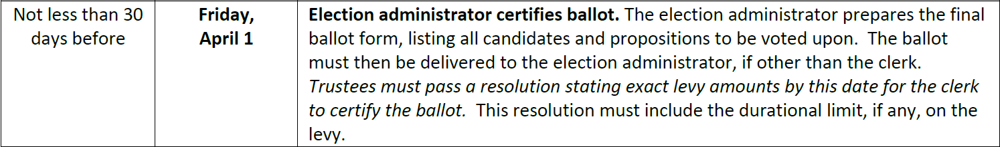 Not less than 30
days before
Friday,
April 1
Election administrator certifies ballot. The election administrator prepares the final
ballot form, listing all candidates and propositions to be voted upon.  The ballot
must then be delivered to the election administrator, if other than the clerk.
Trustees must pass a resolution stating exact levy amounts by this date for the clerk
to certify the ballot.  This resolution must include the durational limit, if any, on the
levy.